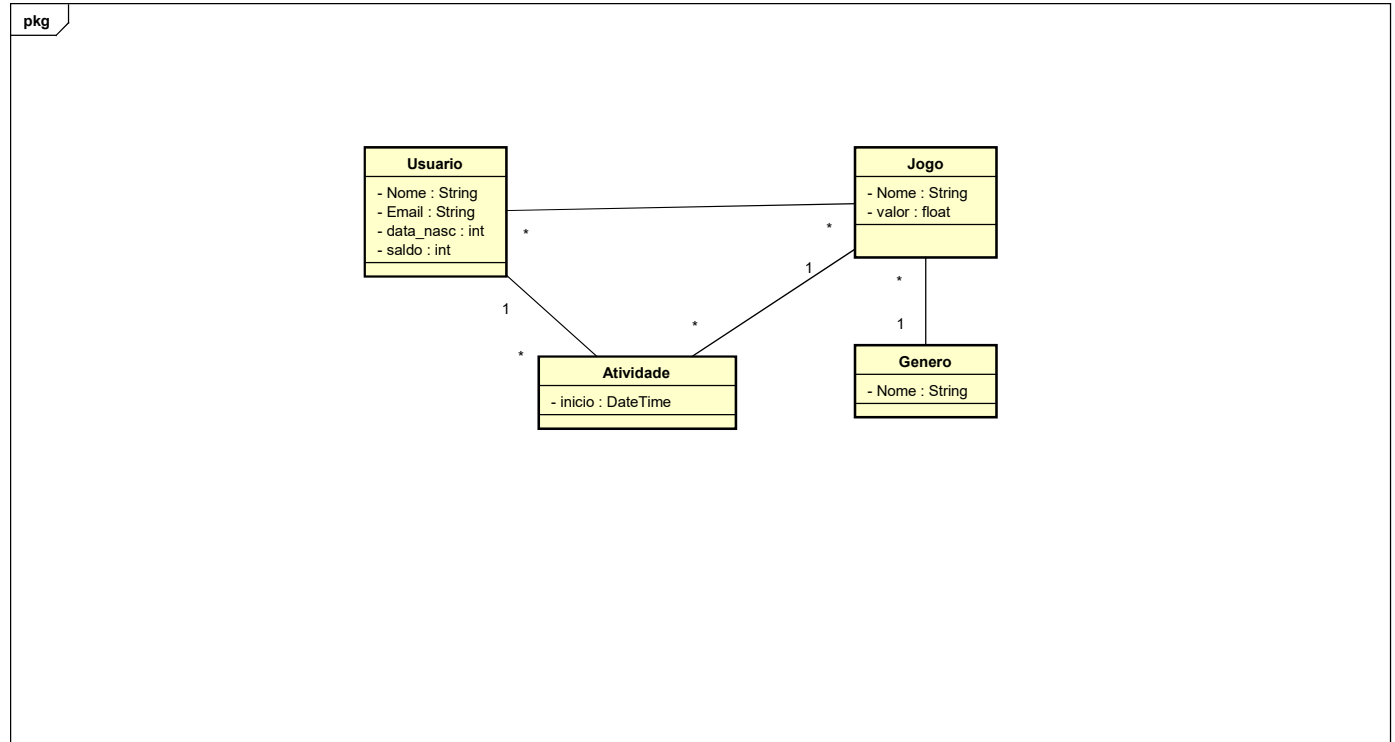 pkg
Usuario
- Nome : String
- Email : String
- data_nasc : int
- saldo : int
Jogo
- Nome : String
- valor : float
*
*
1
*
1
*
*
1
Atividade
- inicio : DateTime
Genero
- Nome : String